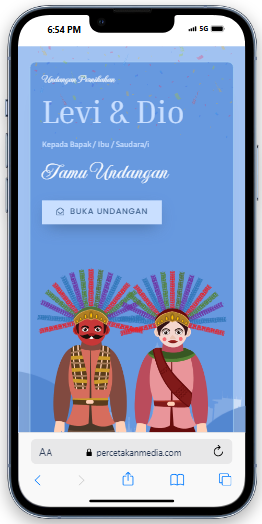 6:54 PM
5G
Undangan Pernikahan
Levi & Dio
Kepada Bapak / Ibu / Saudara/i
Tamu Undangan
BUKA UNDANGAN
AA
percetakanmedia.com